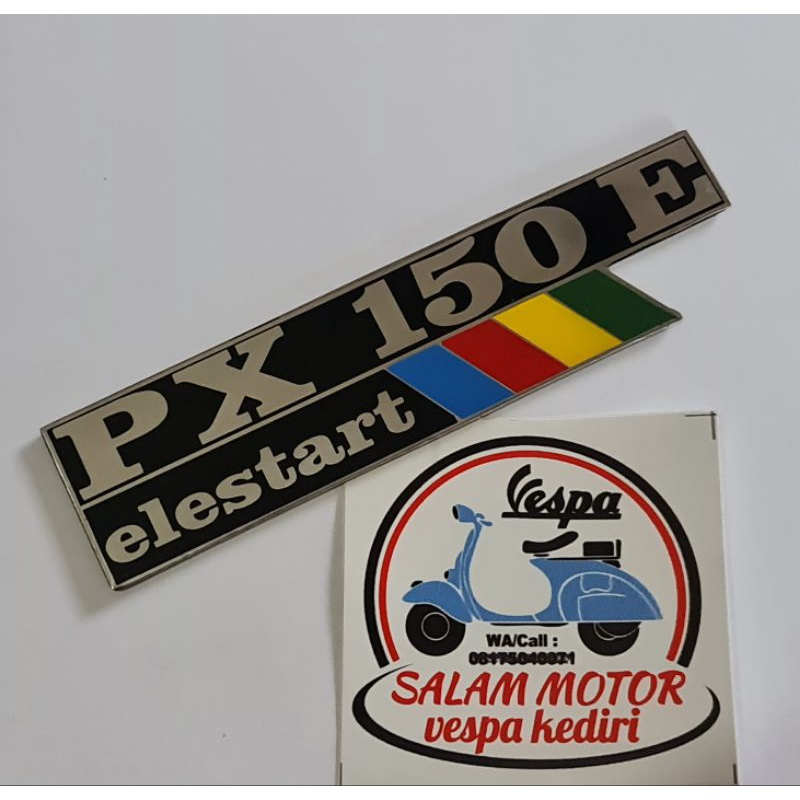 PX 150 E
elestart
Vespa
WA/Call :
SALAM MOTOR
vespa kediri